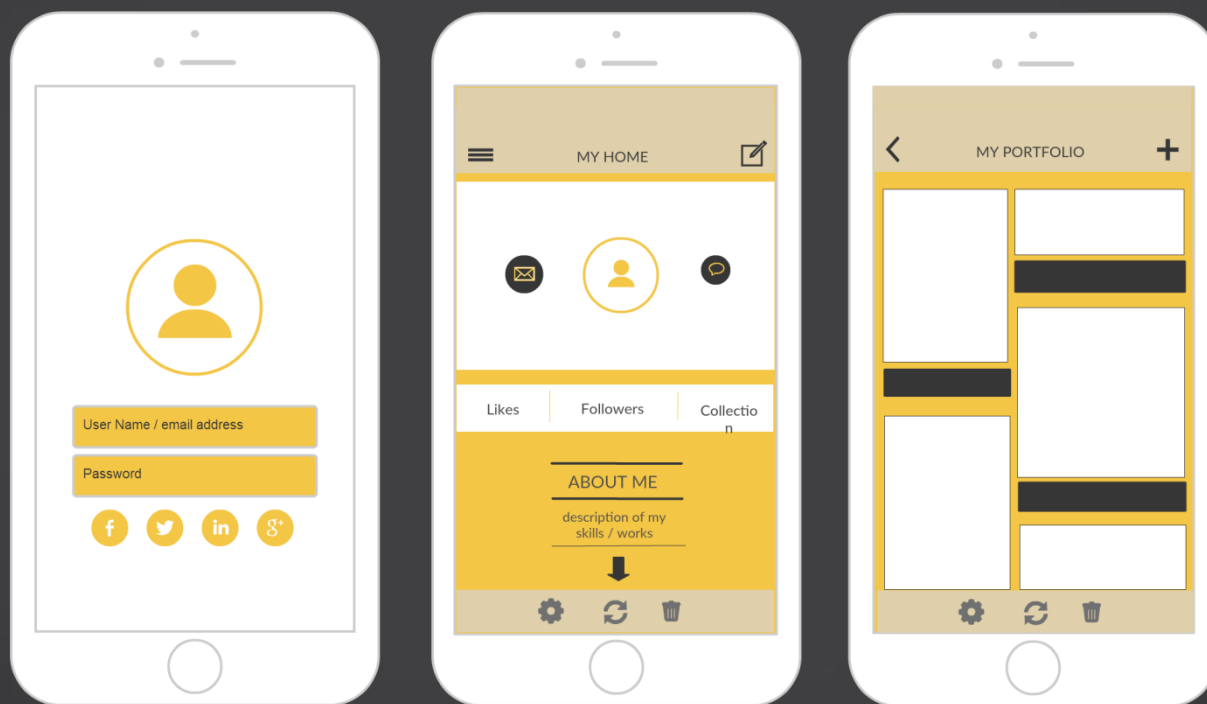 User Name / email address
Password
f
in
g+
MY HOME
Likes
Followers
Collectio
n
ABOUT ME
description of my
skills / works
MY PORTFOLIO